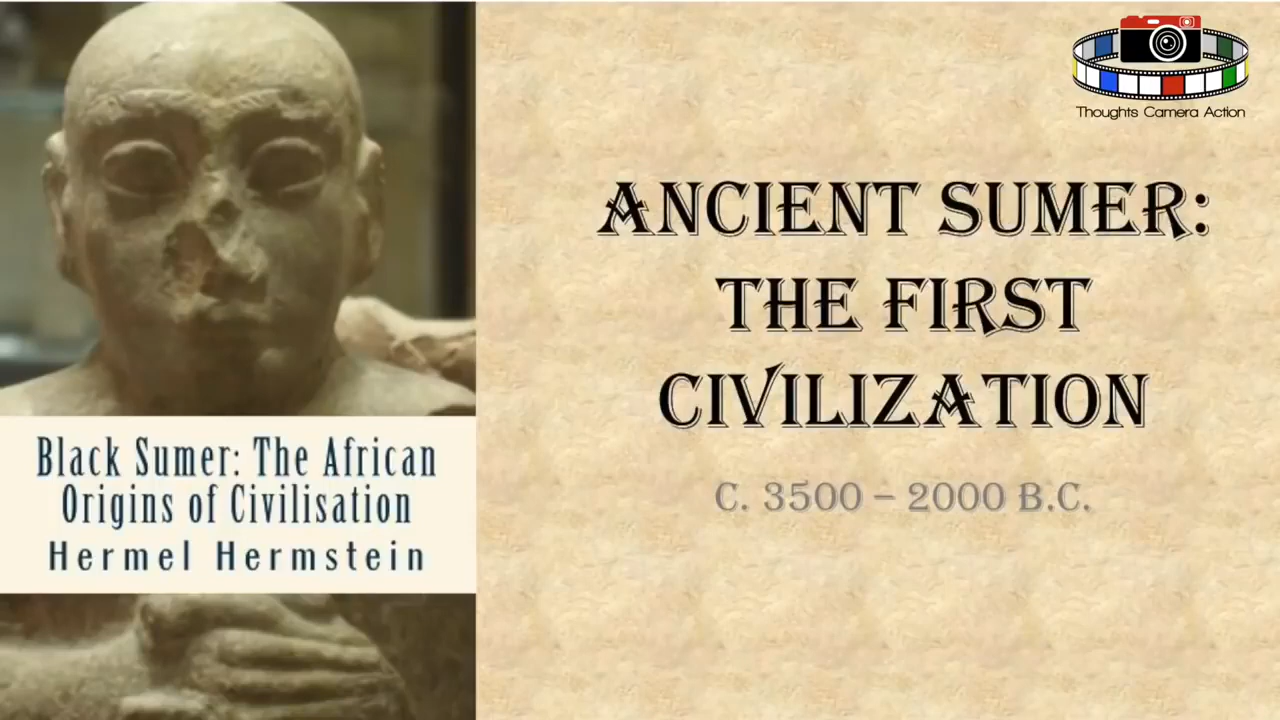 Thoughts Camera Action
ANCIENT SUMER:
THE FIRST
CIVILIZATION
C. 3500 – 2000 B.C.
Black Sumer: The African
Origins of Civilisation
Hermel Hermstein